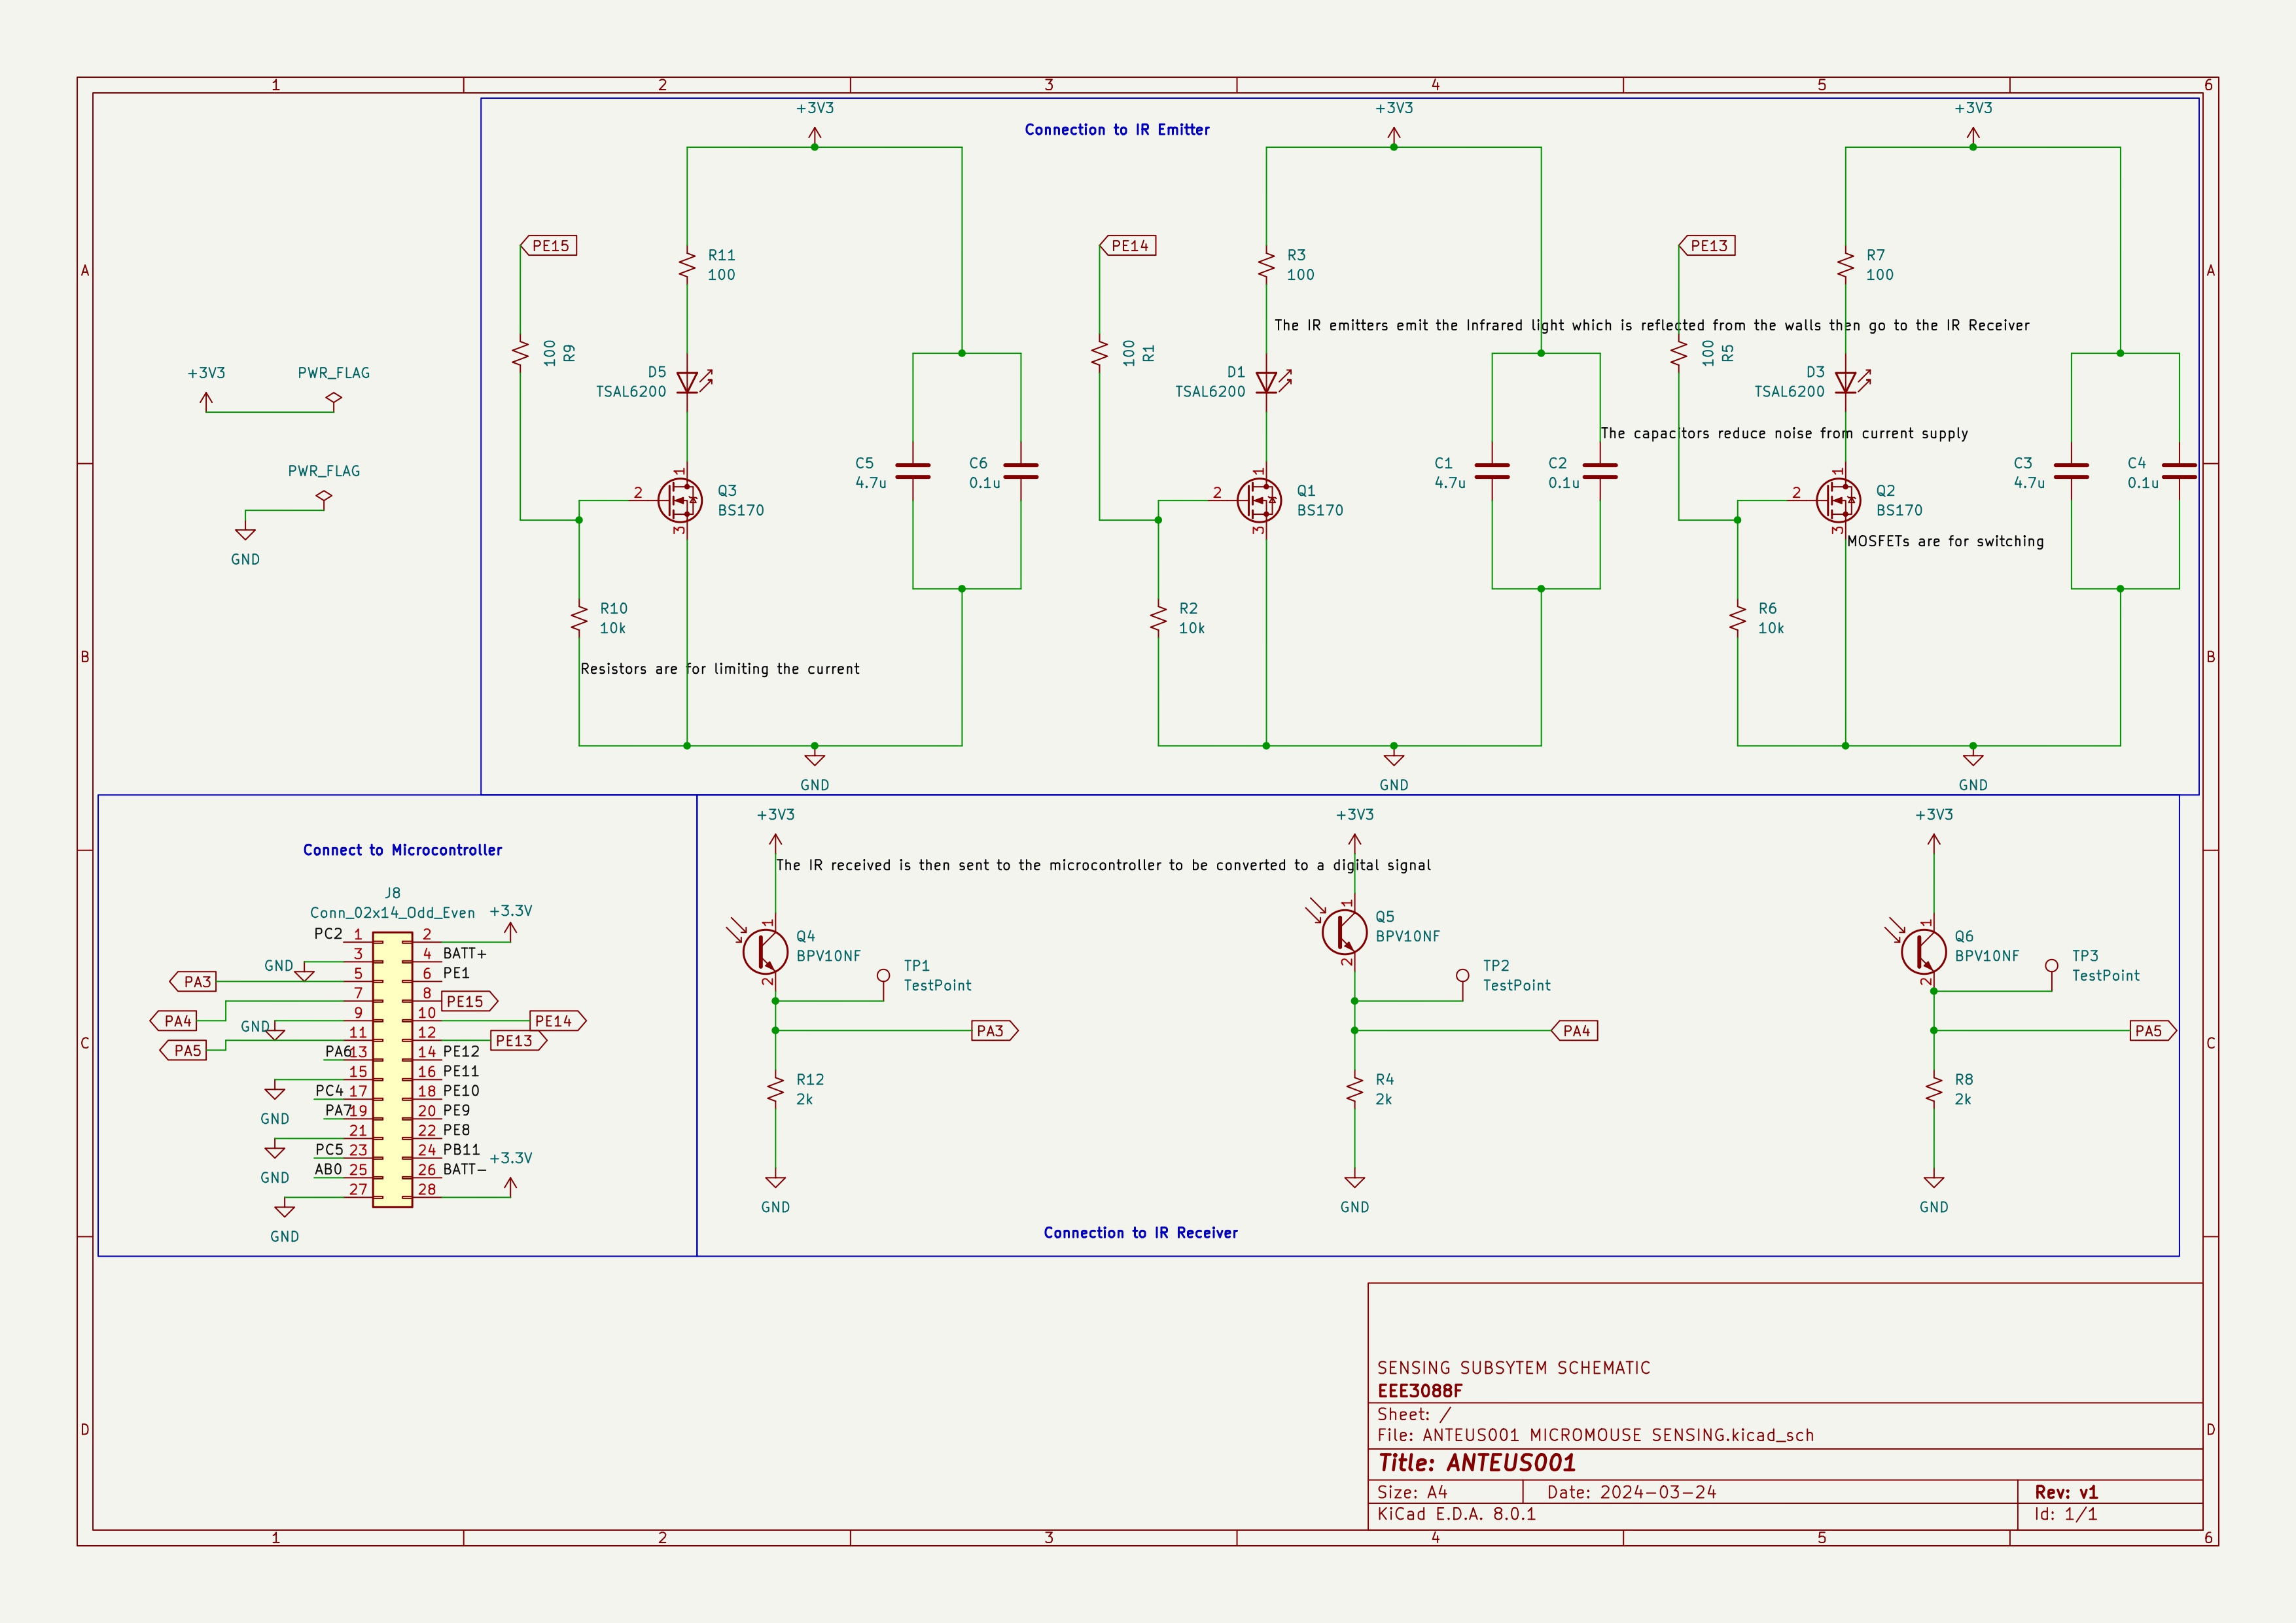 1 2 3 4 5 6
Connection to IR Emitter
+3V3 +3V3 +3V3
PE15 PE14 PE13
R11
100
R3
100
R7
100
A A
The IR emitters emit the Infrared light which is reflected from the walls then go to the IR Receiver
100
R9
100
R1
100
R5
+3V3 PWR_FLAG
D5
TSAL6200
D1
TSAL6200
D3
TSAL6200
The capacitors reduce noise from current supply
PWR_FLAG
GND
1
2
3
Q3
BS170
C5
4.7u
C6
0.1u
1
2
3
Q1
BS170
C1
4.7u
C2
0.1u
1
2
3
Q2
BS170
C3
4.7u
C4
0.1u
MOSFETs are for switching
R10
10k
R2
10k
R6
10k
B B
Resistors are for limiting the current
GND GND GND
Connect to Microcontroller
J8
Conn_02x14_Odd_Even
+3.3V
PC2 1 2
GND 3 4 BATT+
PA3 5 6 PE1
7 8 PE15
PA4 GND 9 10 PE14
11 12 PE13
PA5 PA6 13 14 PE12
15 16 PE11
GND PC4 17 18 PE10
PA7 19 20 PE9
21 22 PE8
GND PC5 23 24 PB11
+3.3V
AB0 25 26 BATT-
27 28
GND
+3V3 +3V3 +3V3
The IR received is then sent to the microcontroller to be converted to a digital signal
1
2
Q4
BPV10NF
TP1
TestPoint
PA3
R12
2k
GND
1
2
Q5
BPV10NF
TP2
TestPoint
PA4
R4
2k
GND
1
2
Q6
BPV10NF
TP3
TestPoint
PA5
R8
2k
GND
C C
Connection to IR Receiver
SENSING SUBSYTEM SCHEMATIC
EEE3088F
Sheet: /
File: ANTEUS001 MICROMOUSE SENSING.kicad_sch
Title: ANTEUS001
Size: A4 Date: 2024-03-24 Rev: v1
KiCad E.D.A. 8.0.1 Id: 1/1
D D
1 2 3 4 5 6